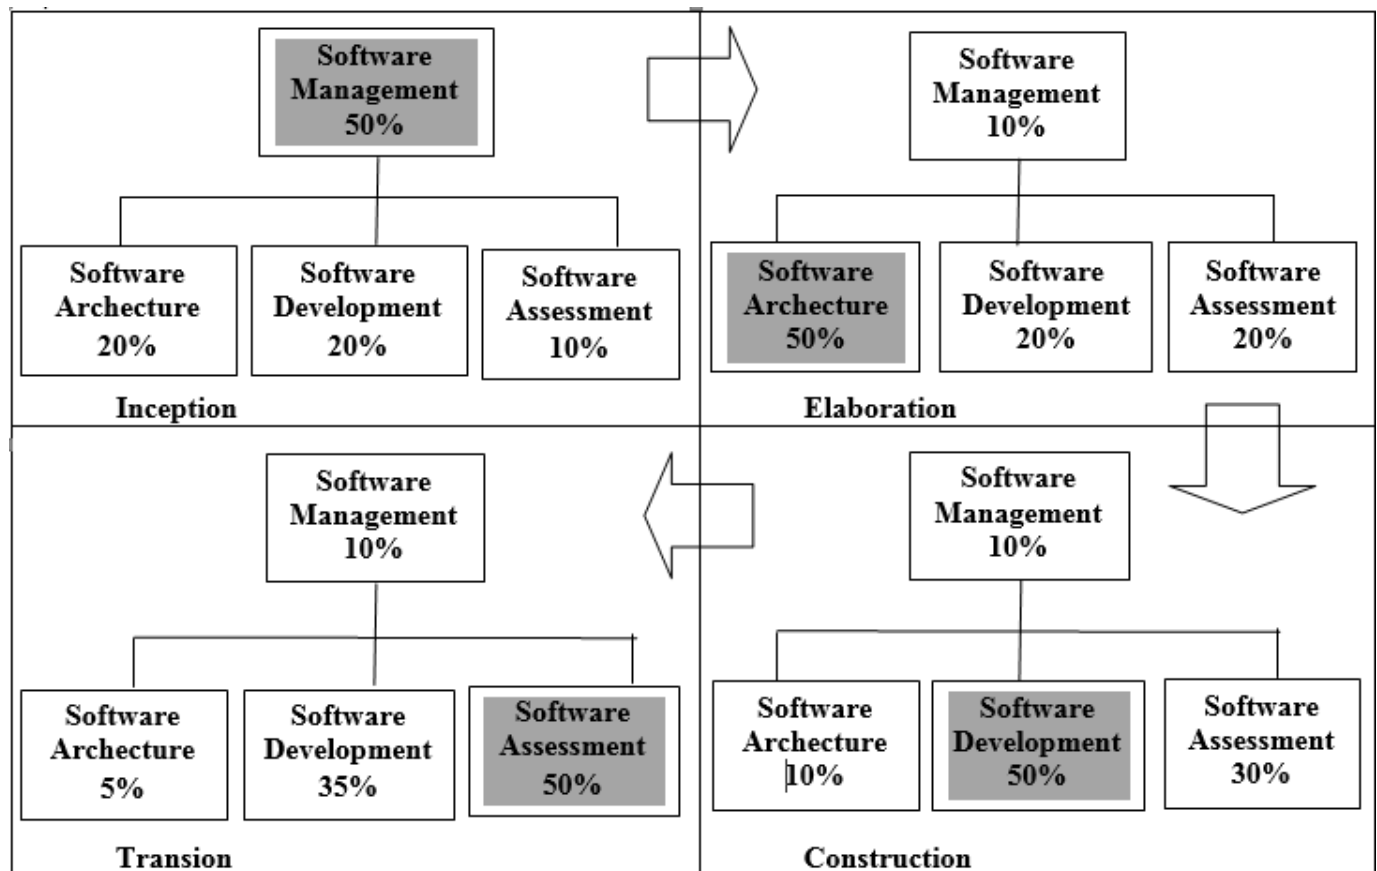 Software
Management
50%
Software
Archecture
20%
Software
Development
20%
Software
Assessment
10%
Inception
Software
Management
10%
Software
Archecture
50%
Software
Development
20%
Software
Assessment
20%
Elaboration
Software
Management
10%
Software
Archecture
5%
Software
Development
35%
Software
Assessment
50%
Transion
Software
Management
10%
Software
Archecture
10%
Software
Development
50%
Software
Assessment
30%
Construction